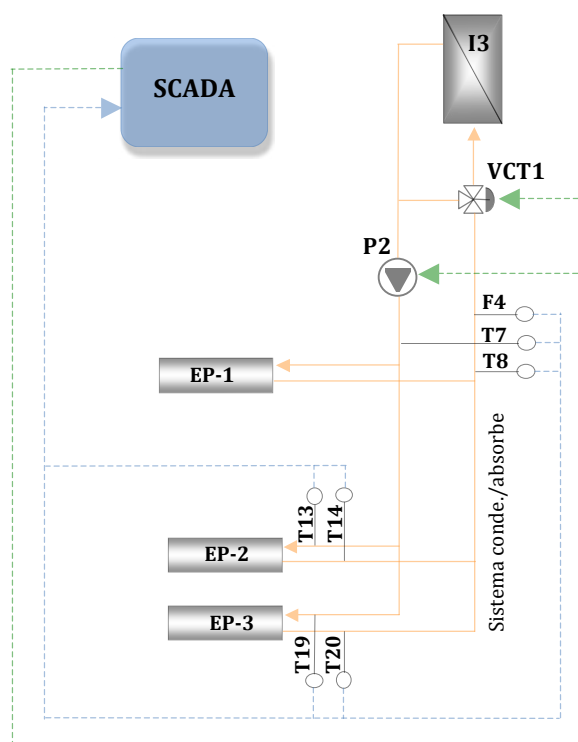 I3
SCADA
VCT1
P2
F4
T7
T8
EP-1
Sistema conde./absorbe
T13
T14
EP-2
EP-3
T19
T20